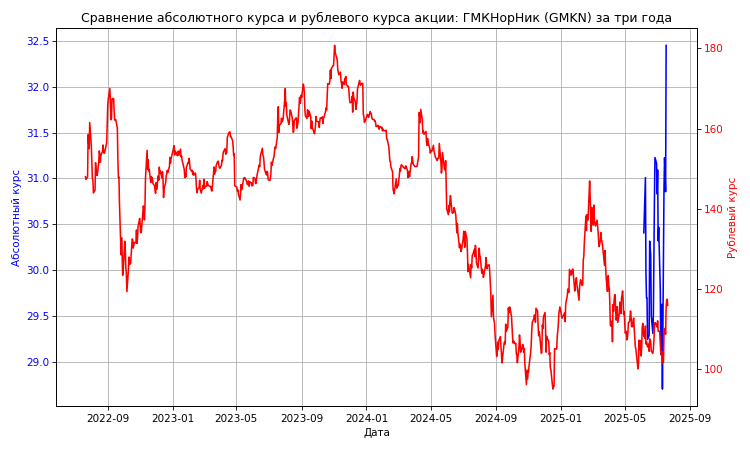 Сравнение абсолютного курса и рублевого курса акции: ГМКНорНик (GMKN) за три года
32.5
32.0
31.5
31.0
30.5
30.0
29.5
29.0
Абсолютный курс
180
160
140
120
100
Рублевый курс
2022-09 2023-01 2023-05 2023-09 2024-01 2024-05 2024-09 2025-01 2025-05 2025-09
Дата